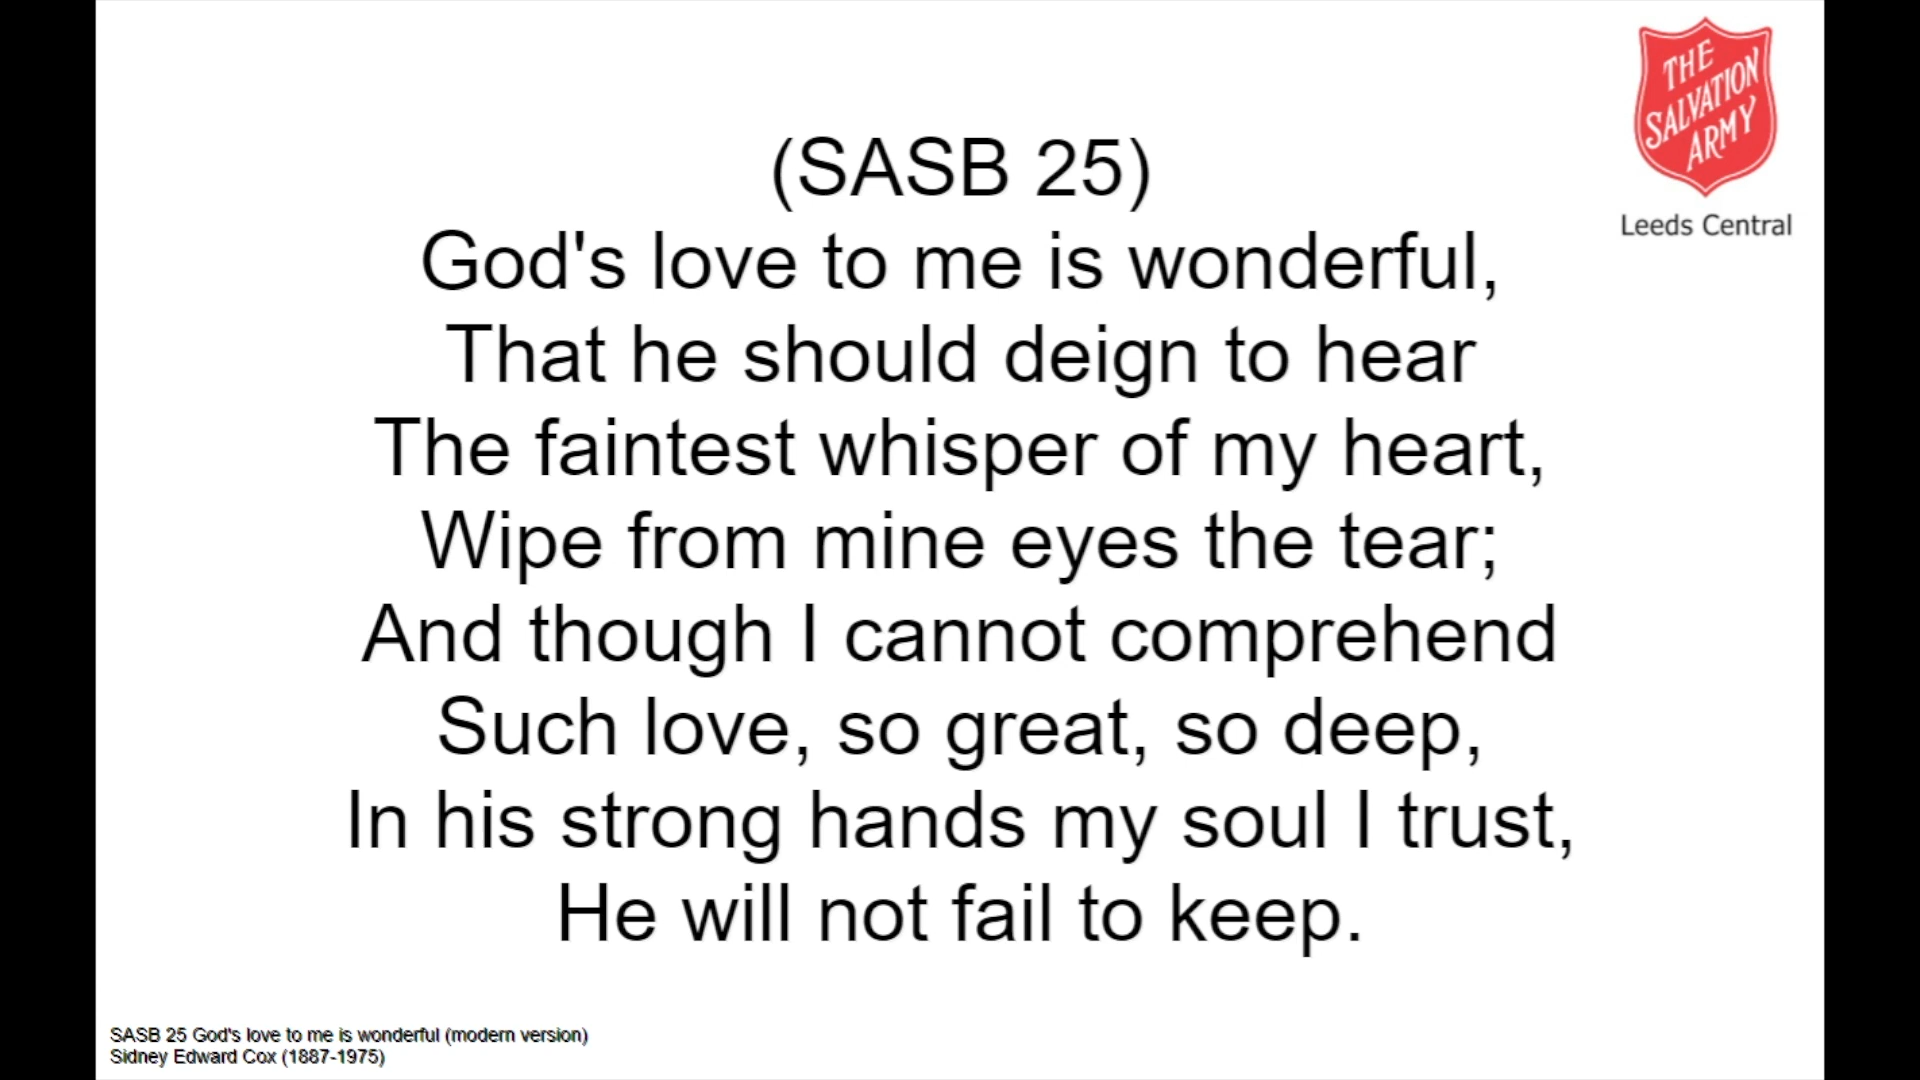 THE
SALVATION
ARMY
Leeds Central
(SASB 25)
God's love to me is wonderful,
That he should deign to hear
The faintest whisper of my heart,
Wipe from mine eyes the tear;
And though I cannot comprehend
Such love, so great, so deep,
In his strong hands my soul I trust,
He will not fail to keep.
SASB 25 God's love to me is wonderful (modern version)
Sidney Edward Cox (1887-1975)